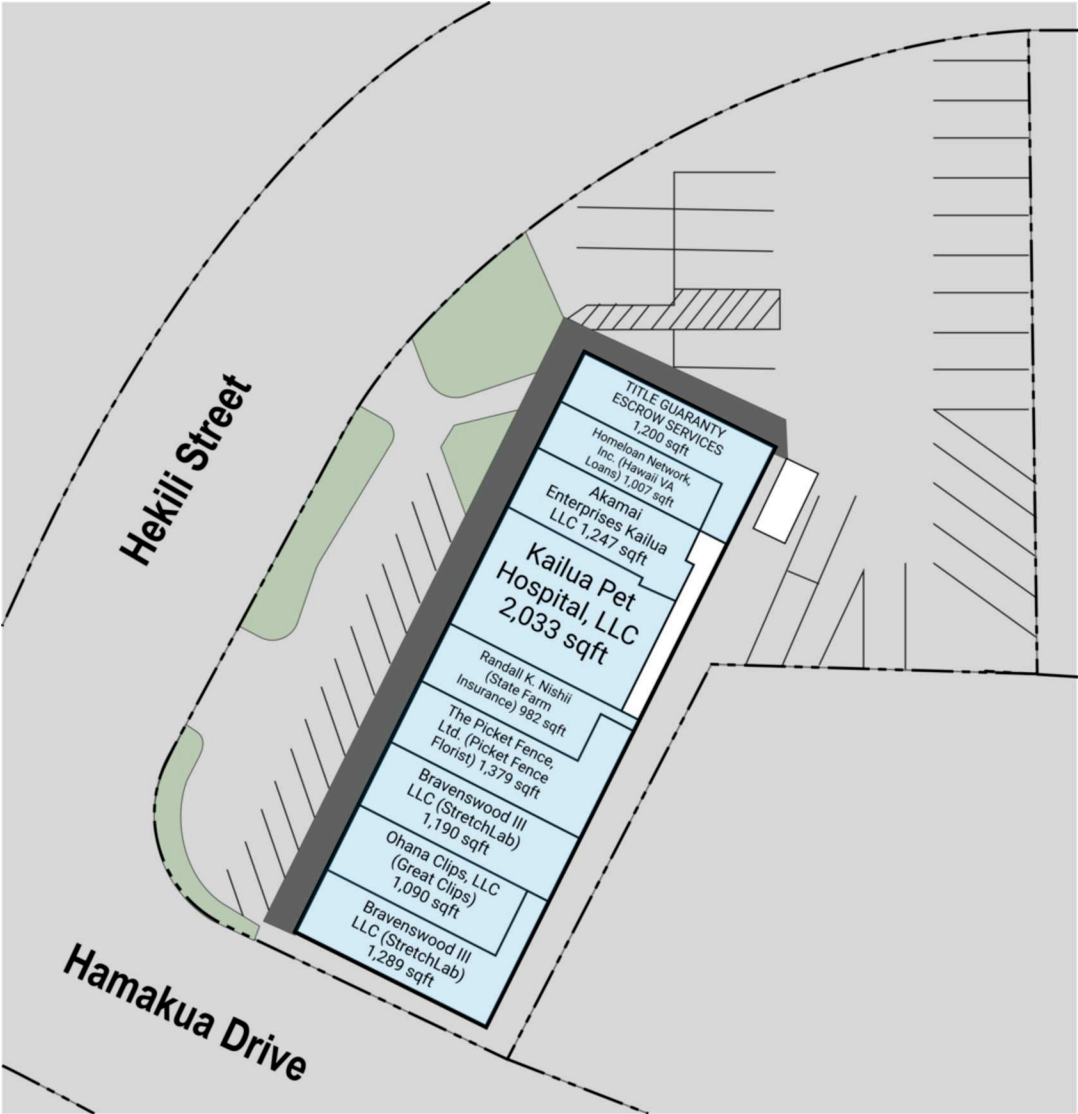 TITLE GUARANTY
ESCROW SERVICES
1,200 sqft
Homeloan Network,
Inc. (Hawaii VA
Loans) 1,007 sqft
Akamai
Enterprises Kailua
LLC 1,247 sqft
Kailua Pet
Hospital, LLC
2,033 sqft
Randall K. Nishii
(State Farm
Insurance) 982 sqft
The Picket Fence,
Ltd. (Picket Fence
Florist) 1,379 sqft
Bravenswood III
LLC (StretchLab)
1,190 sqft
Ohana Clips, LLC
(Great Clips)
1,090 sqft
Bravenswood III
LLC (StretchLab)
1,289 sqft
Hekili Street
Hamakua Drive